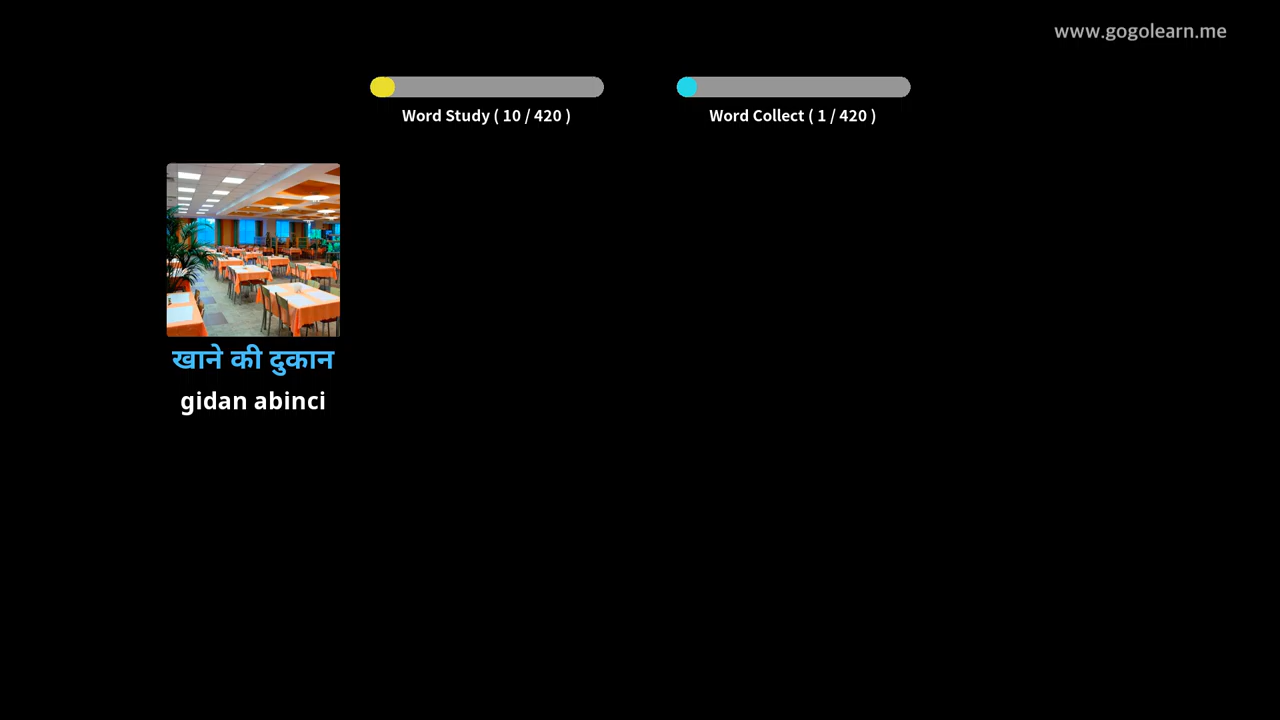 www.gogolearn.me
Word Study ( 10 / 420 )
Word Collect ( 1 / 420 )
खाने की दुकान
gidan abinci